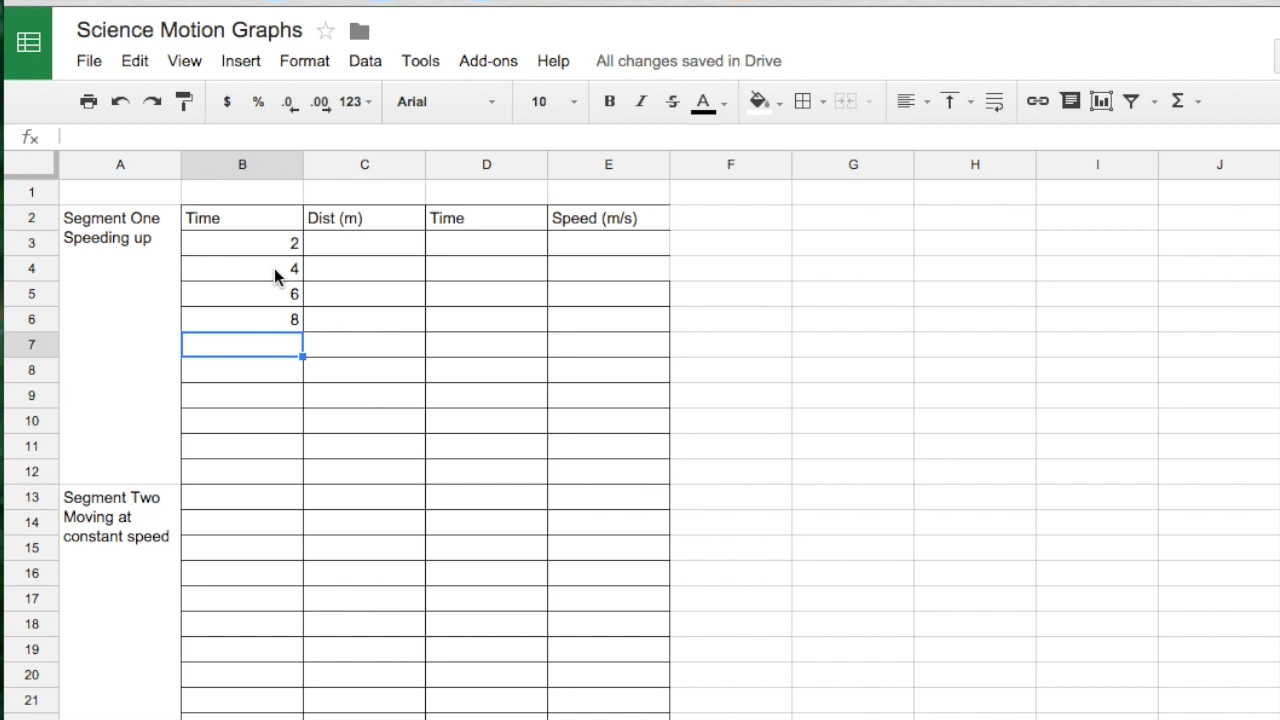 Science Motion Graphs
File Edit View Insert Format Data Tools Add-ons Help All changes saved in Drive
$ % .0 .00 123 Arial 10 B I S A Σ
fx
A B C D E F G H I J
1
2 Segment One Time Dist (m) Time Speed (m/s)
Speeding up
3 2
4 4
5 6
6 8
7
8
9
10
11
12
13 Segment Two
14 Moving at
15 constant speed
16
17
18
19
20
21